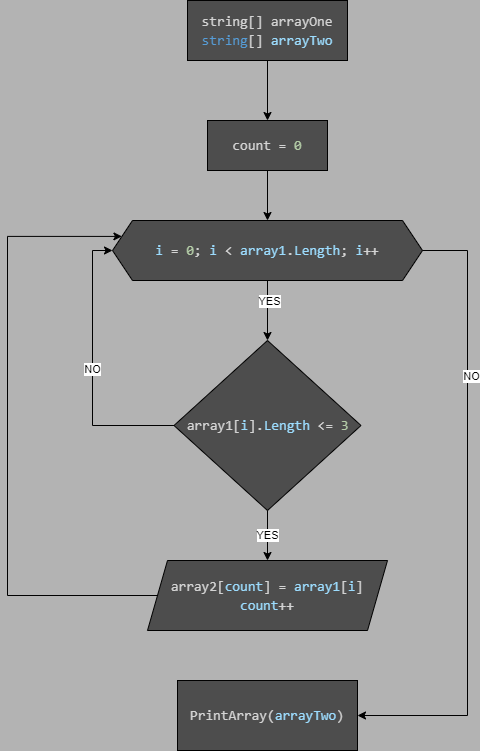 string[] arrayOne
string[] arrayTwo
count = 0
i = 0; i < array1.Length; i++
YES
NO
NO
array1[i].Length <= 3
YES
array2[count] = array1[i]
count++
PrintArray(arrayTwo)